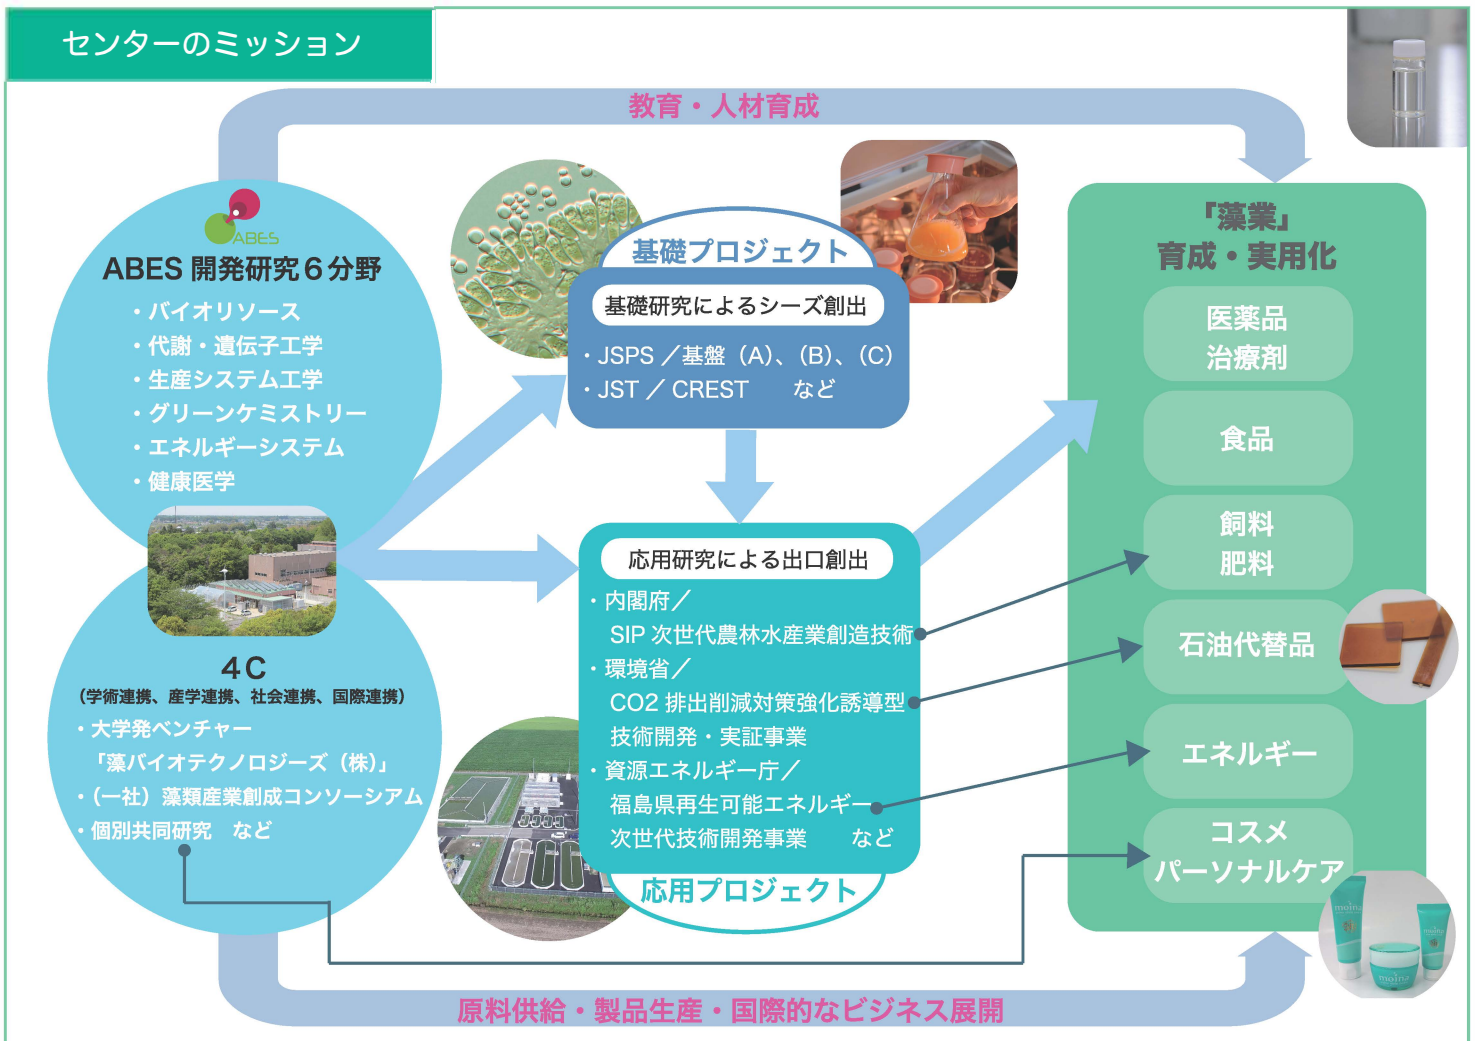 センターのミッション
教育・人材育成
ABES
ABES 開発研究６分野
・バイオリソース
・代謝・遺伝子工学
・生産システム工学
・グリーンケミストリー
・エネルギーシステム
・健康医学
４C
（学術連携、産学連携、社会連携、国際連携）
・大学発ベンチャー
「藻バイオテクノロジーズ（株）」
・（一社）藻類産業創成コンソーシアム
・個別共同研究　など
基礎プロジェクト
基礎研究によるシーズ創出
・JSPS ／基盤（A）、（B）、（C）
・JST ／ CREST　　など
応用研究による出口創出
・内閣府／
SIP 次世代農林水産業創造技術
・環境省／
CO2 排出削減対策強化誘導型
技術開発・実証事業
・資源エネルギー庁／
福島県再生可能エネルギー
次世代技術開発事業　　など
応用プロジェクト
「藻業」
育成・実用化
医薬品
治療剤
食品
飼料
肥料
石油代替品
エネルギー
コスメ
パーソナルケア
moina
moina
moina
原料供給・製品生産・国際的なビジネス展開